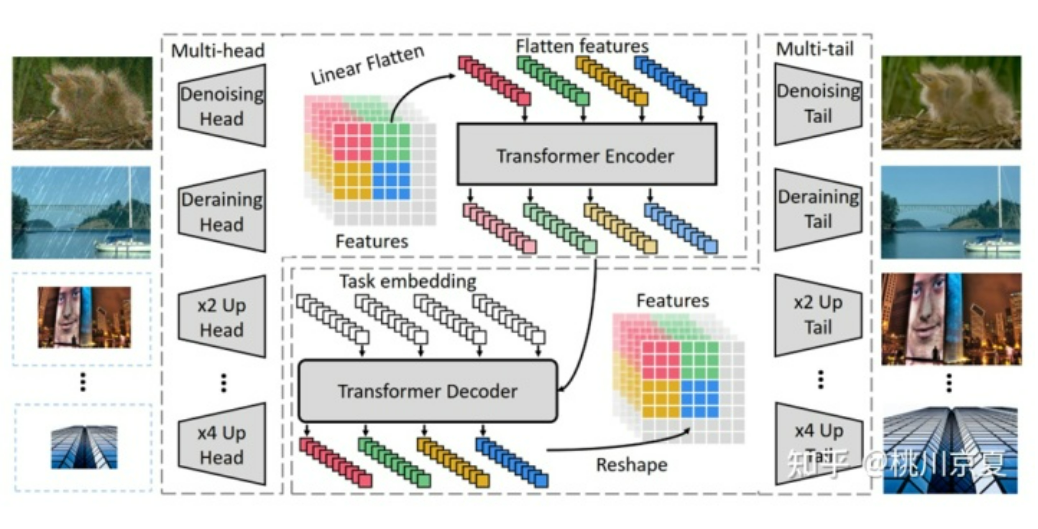 Multi-head
Denoising
Head
Deraining
Head
x2 Up
Head
x4 Up
Head
Linear Flatten
Flatten features
Transformer Encoder
Features
Task embedding
Transformer Decoder
Features
Reshape
Multi-tail
Denoising
Tail
Deraining
Tail
x2 Up
Tail
x4 Up
Tail
知乎 @桃川京夏